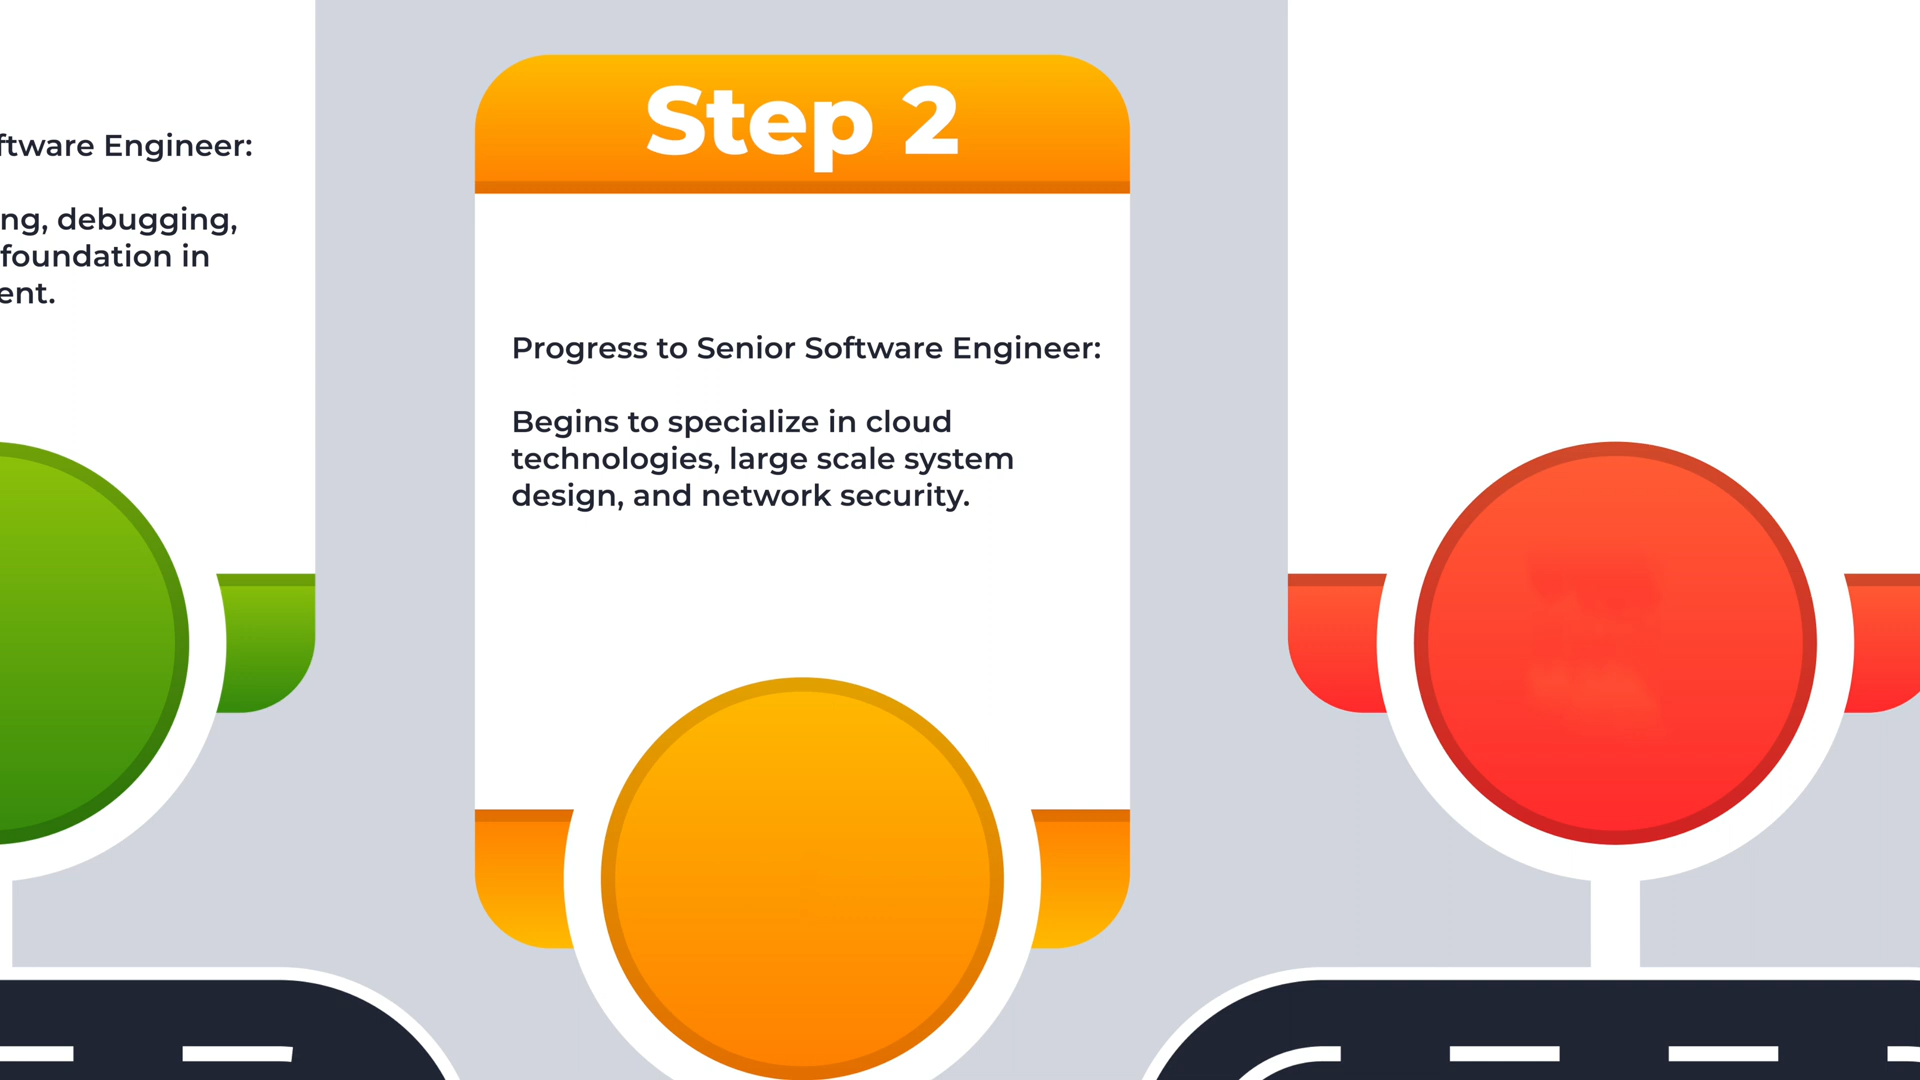 ftware Engineer:
ng, debugging,
foundation in
ent.
Step 2
Progress to Senior Software Engineer:
Begins to specialize in cloud
technologies, large scale system
design, and network security.